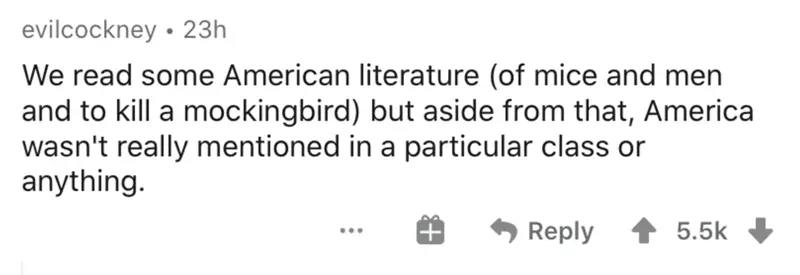 evilcockney • 23h
We read some American literature (of mice and men
and to kill a mockingbird) but aside from that, America
wasn't really mentioned in a particular class or
anything.
... Reply 5.5k